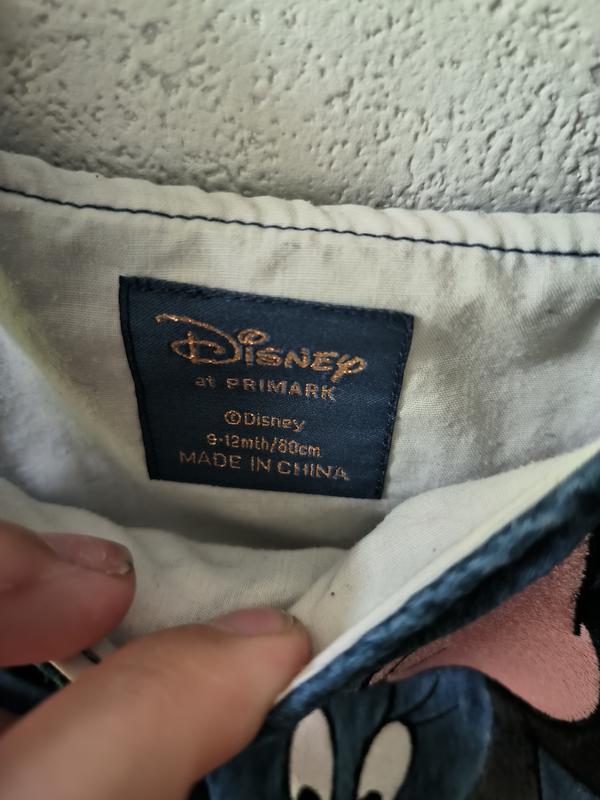 Disney
at PRIMARK
©Disney
9-12mth/80cm
MADE IN CHINA